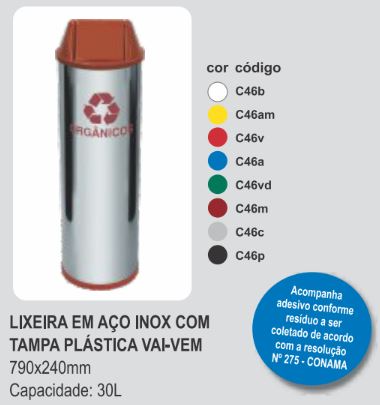 ORGÂNICOS
cor código
C46b
C46am
C46v
C46a
C46vd
C46m
C46c
C46p
Acompanha
adesivo conforme
resíduo a ser
coletado de acordo
com a resolução
Nº 275 - CONAMA
LIXEIRA EM AÇO INOX COM
TAMPA PLÁSTICA VAI-VEM
790x240mm
Capacidade: 30L